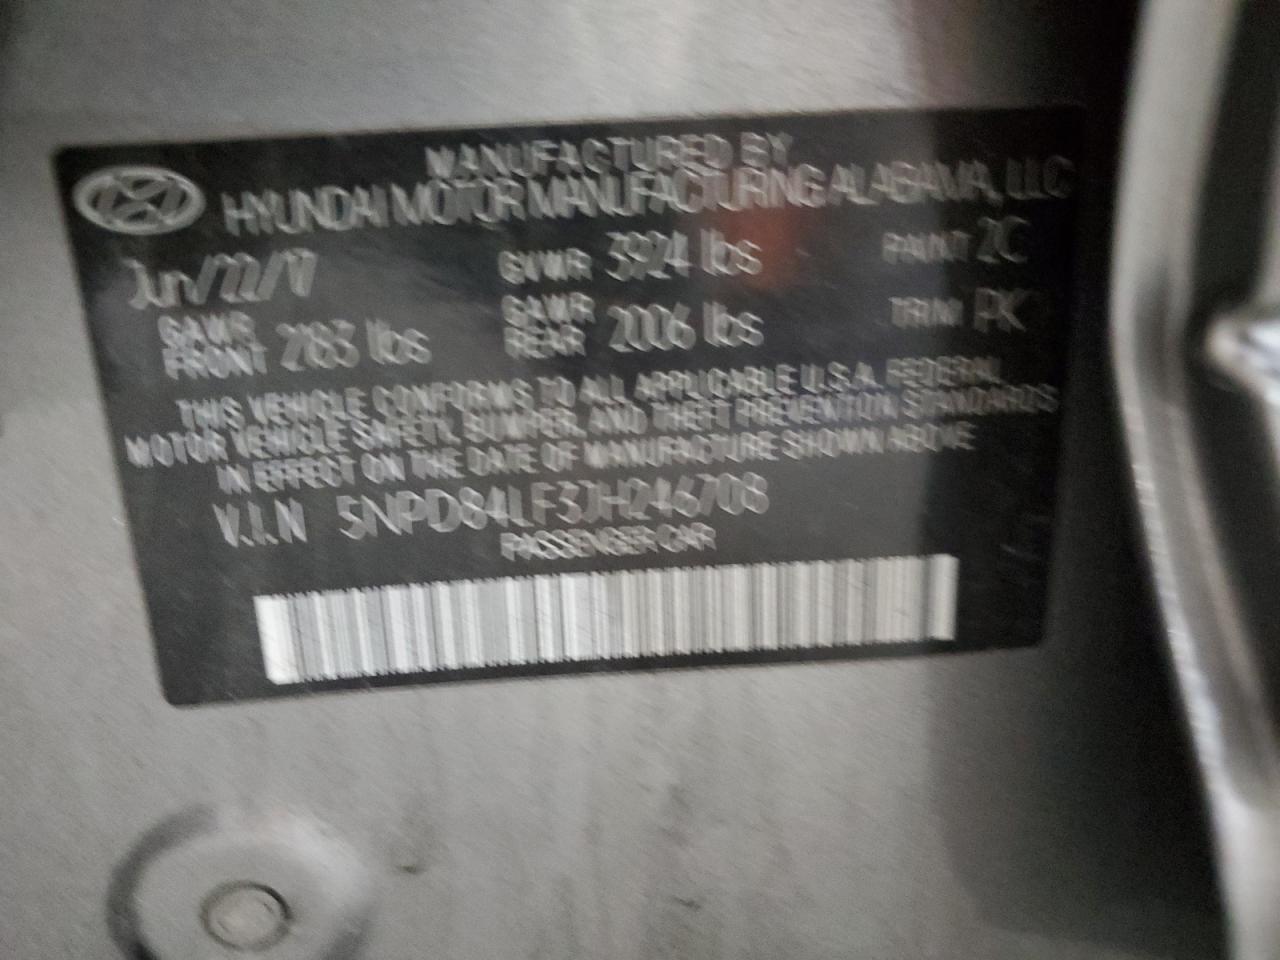 MANUFACTURED BY
HYUNDAI MOTOR MANUFACTURING ALABAMA, LLC
Jun/22/17 GVWR 3924 lbs PAINT 2C
GAWR FRONT 2183 lbs GAWR REAR 2006 lbs TRIM PK
THIS VEHICLE CONFORMS TO ALL APPLICABLE U.S.A. FEDERAL
MOTOR VEHICLE SAFETY, BUMPER, AND THEFT PREVENTION STANDARDS
IN EFFECT ON THE DATE OF MANUFACTURE SHOWN ABOVE
V.I.N 5NPD84LF3JH246708
PASSENGER CAR